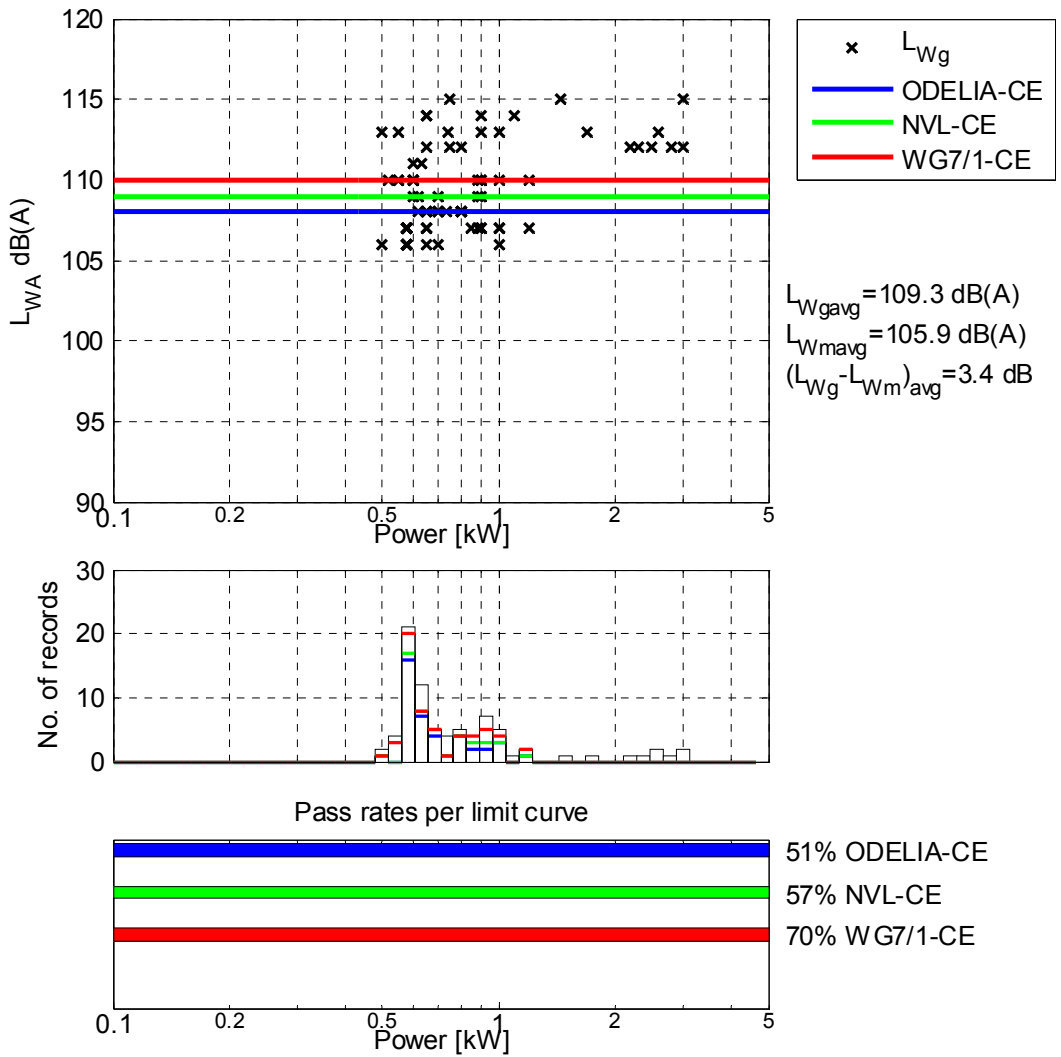 120
115
110
105
100
95
90
L_WA dB(A)
0.1 0.2 0.5 1 2 5
Power [kW]
L_Wg
ODELIA-CE
NVL-CE
WG7/1-CE
L_Wgavg=109.3 dB(A)
L_Wmavg=105.9 dB(A)
(L_Wg-L_Wm)_avg=3.4 dB
30
20
10
0
No. of records
0.1 0.2 0.5 1 2 5
Power [kW]
Pass rates per limit curve
51% ODELIA-CE
57% NVL-CE
70% WG7/1-CE
0.1 0.2 0.5 1 2 5
Power [kW]